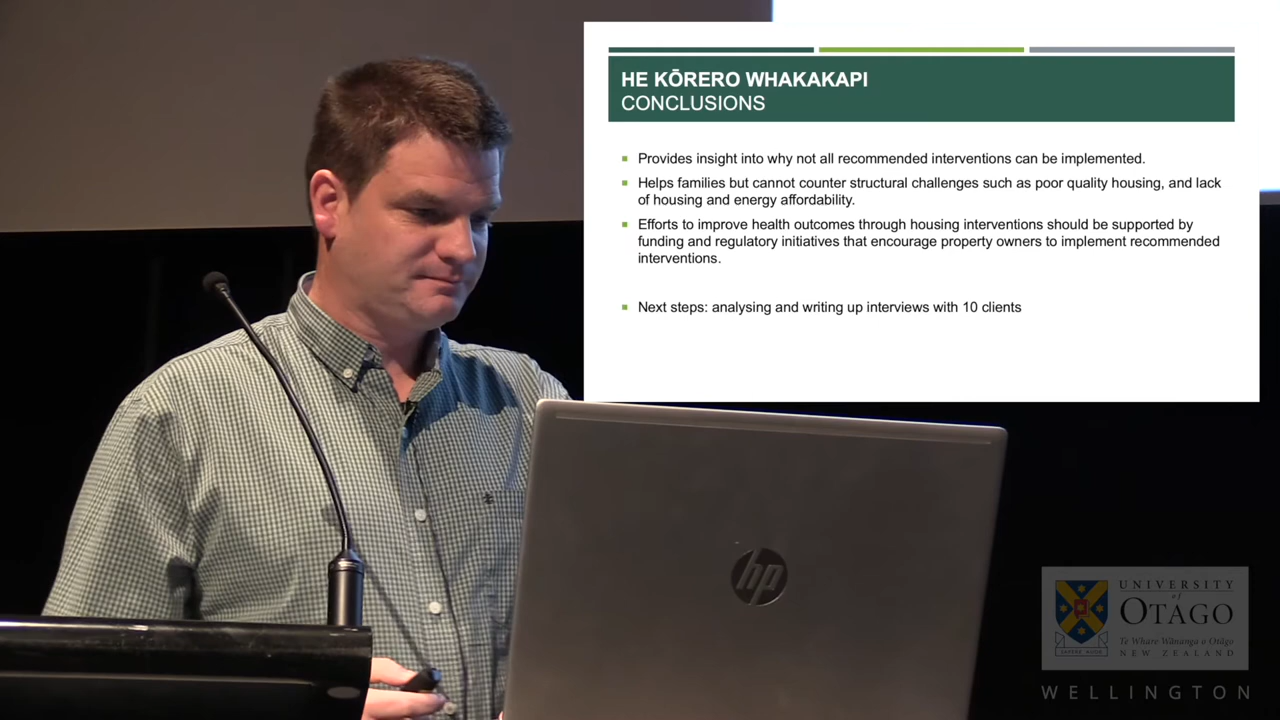 HE KŌRERO WHAKAKAPI
CONCLUSIONS
Provides insight into why not all recommended interventions can be implemented.
Helps families but cannot counter structural challenges such as poor quality housing, and lack
of housing and energy affordability.
Efforts to improve health outcomes through housing interventions should be supported by
funding and regulatory initiatives that encourage property owners to implement recommended
interventions.
Next steps: analysing and writing up interviews with 10 clients
hp
UNIVERSITY
of
OTAGO
Te Whare Wānanga o Otāgo
NEW ZEALAND
WELLINGTON